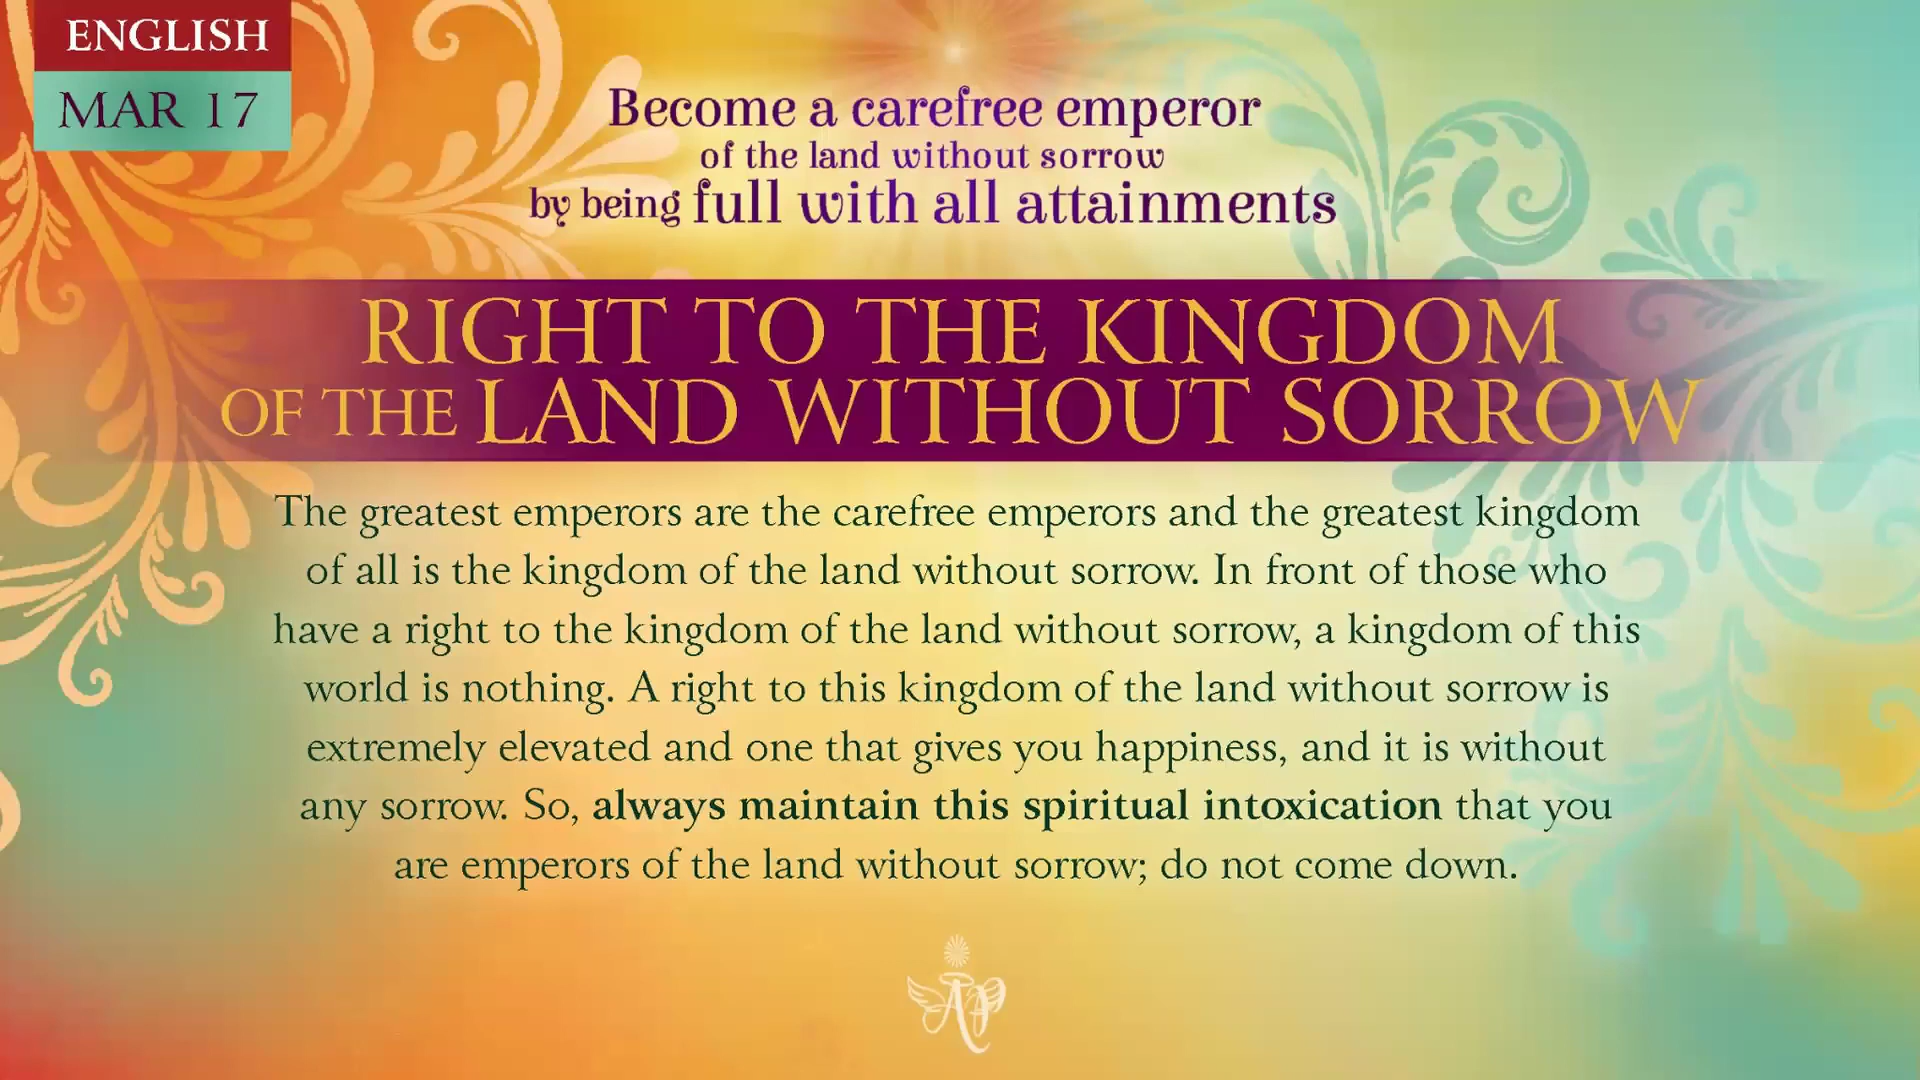 ENGLISH
MAR 17
Become a carefree emperor
of the land without sorrow
by being full with all attainments
RIGHT TO THE KINGDOM
OF THE LAND WITHOUT SORROW
The greatest emperors are the carefree emperors and the greatest kingdom
of all is the kingdom of the land without sorrow. In front of those who
have a right to the kingdom of the land without sorrow, a kingdom of this
world is nothing. A right to this kingdom of the land without sorrow is
extremely elevated and one that gives you happiness, and it is without
any sorrow. So, always maintain this spiritual intoxication that you
are emperors of the land without sorrow; do not come down.
AP